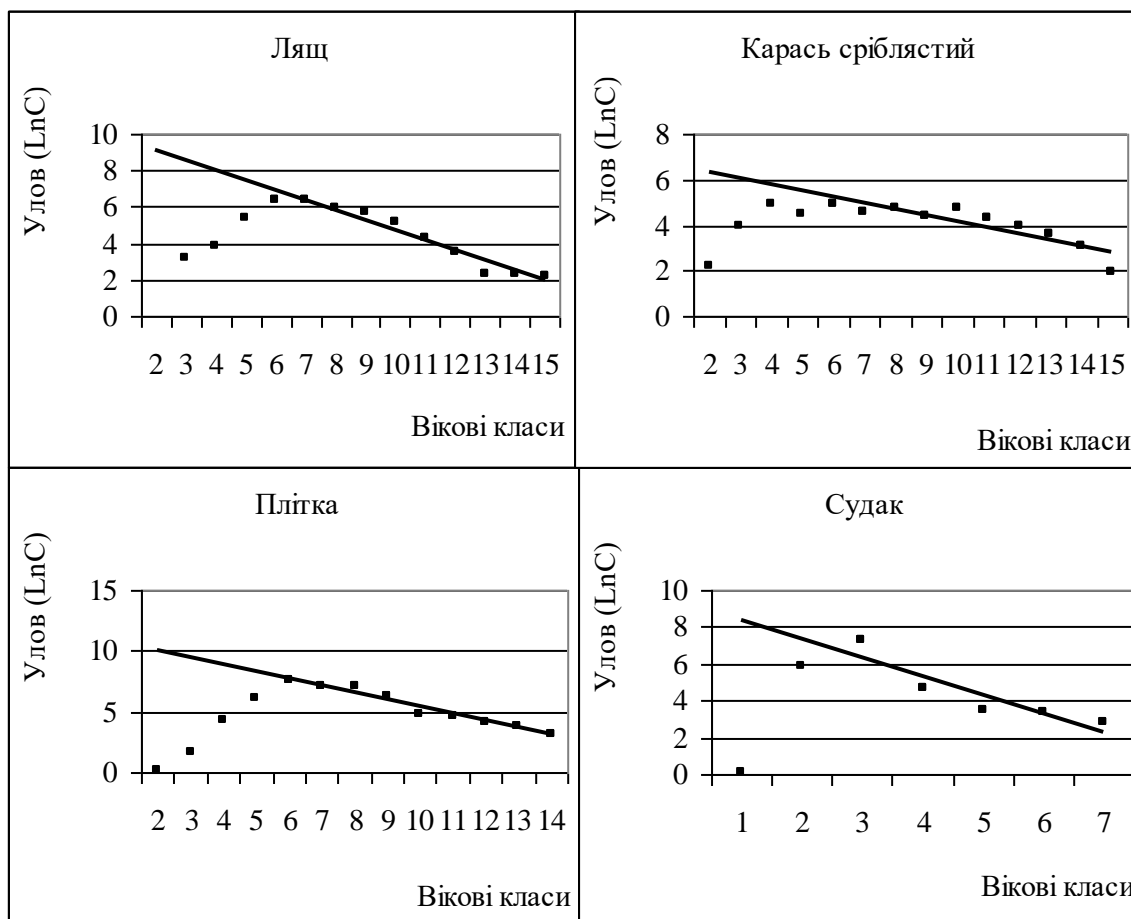 Лящ
Улов (LnC)
10
8
6
4
2
0
2 3 4 5 6 7 8 9 10 11 12 13 14 15
Вікові класи
Карась сріблястий
Улов (LnC)
8
6
4
2
0
2 3 4 5 6 7 8 9 10 11 12 13 14 15
Вікові класи
Плітка
Улов (LnC)
15
10
5
0
2 3 4 5 6 7 8 9 10 11 12 13 14
Вікові класи
Судак
Улов (LnC)
10
8
6
4
2
0
1 2 3 4 5 6 7
Вікові класи